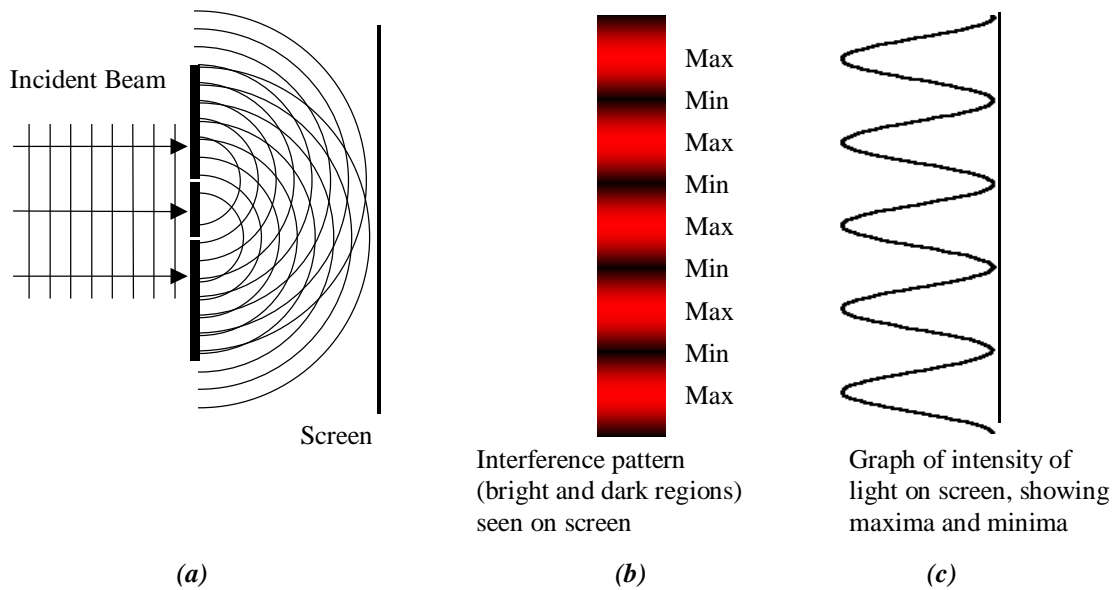 Incident Beam
Screen
(a)
Max
Min
Max
Min
Max
Min
Max
Min
Max
Interference pattern
(bright and dark regions)
seen on screen
(b)
Graph of intensity of
light on screen, showing
maxima and minima
(c)